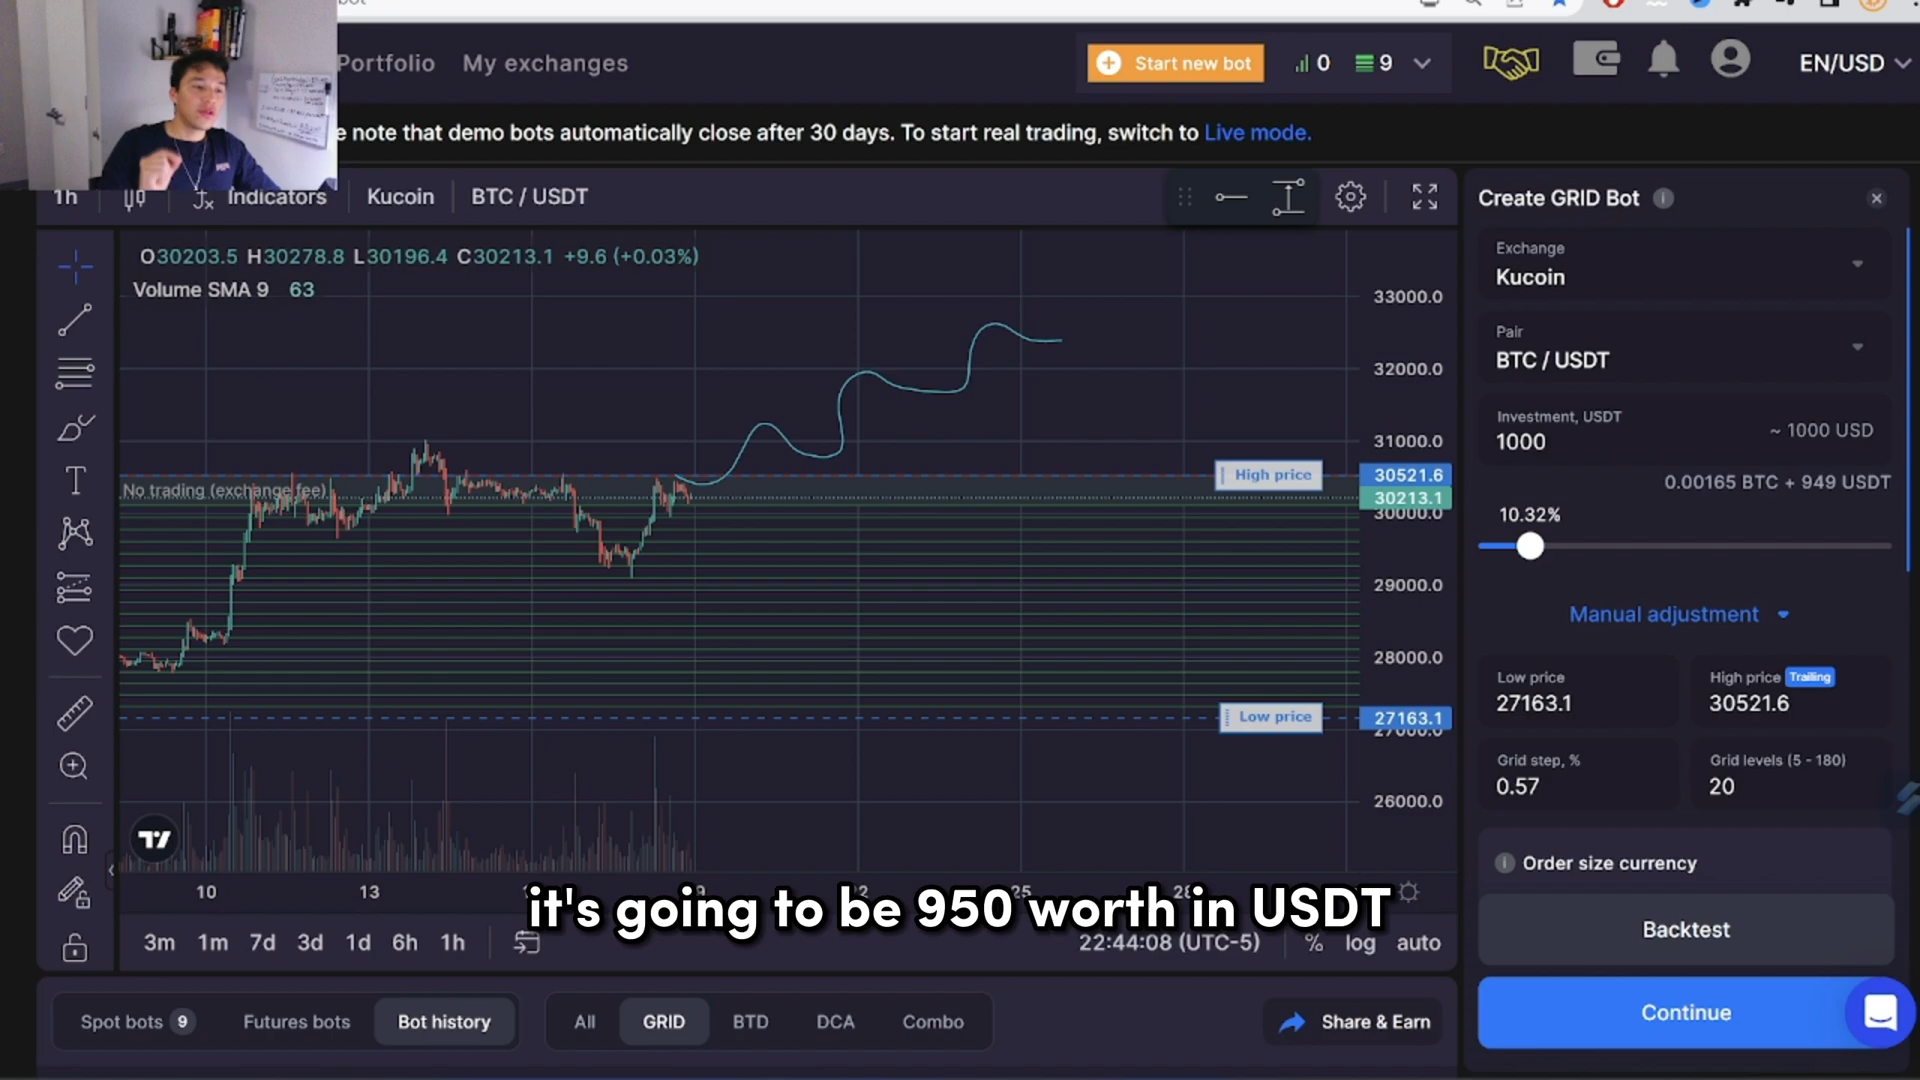 Portfolio
My exchanges
Start new bot
0
9
EN/USD
e note that demo bots automatically close after 30 days. To start real trading, switch to Live mode.
1h
Indicators
Kucoin
BTC / USDT
O30203.5 H30278.8 L30196.4 C30213.1 +9.6 (+0.03%)
Volume SMA 9 63
No trading (exchange fee)
33000.0
32000.0
31000.0
High price
30521.6
30213.1
30000.0
29000.0
28000.0
Low price
27163.1
27000.0
26000.0
10
13
25
28
it's going to be 950 worth in USDT
3m
1m
7d
3d
1d
6h
1h
22:44:08 (UTC-5)
%
log
auto
Spot bots 9
Futures bots
Bot history
All
GRID
BTD
DCA
Combo
Share & Earn
Create GRID Bot
Exchange
Kucoin
Pair
BTC / USDT
Investment, USDT
1000
~ 1000 USD
0.00165 BTC + 949 USDT
10.32%
Manual adjustment
Low price
27163.1
High price Trailing
30521.6
Grid step, %
0.57
Grid levels (5 - 180)
20
Order size currency
Backtest
Continue